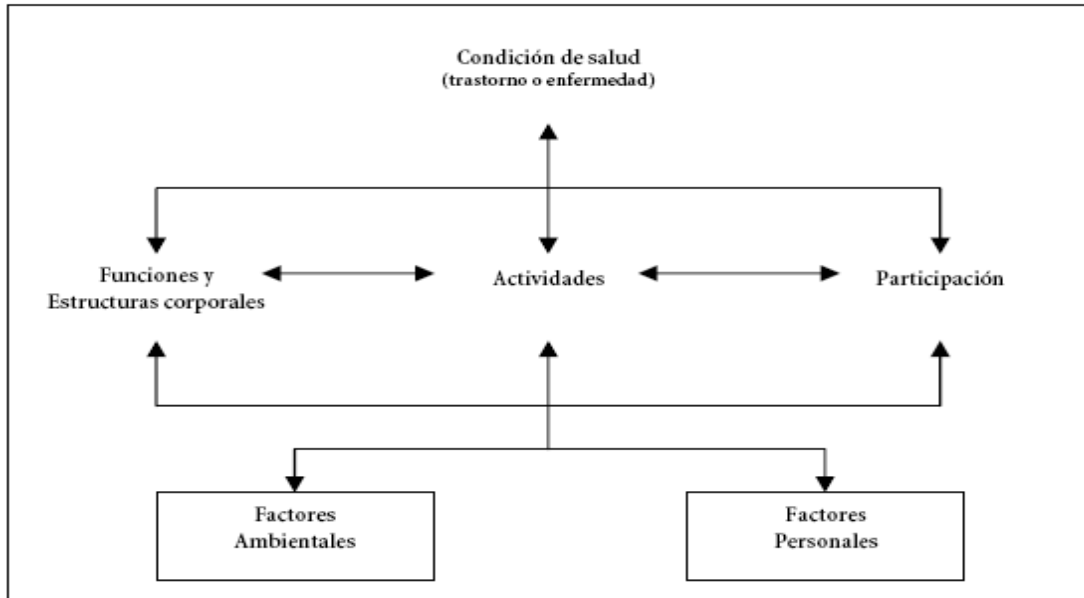 Condición de salud
(trastorno o enfermedad)
Funciones y
Estructuras corporales
Actividades
Participación
Factores
Ambientales
Factores
Personales